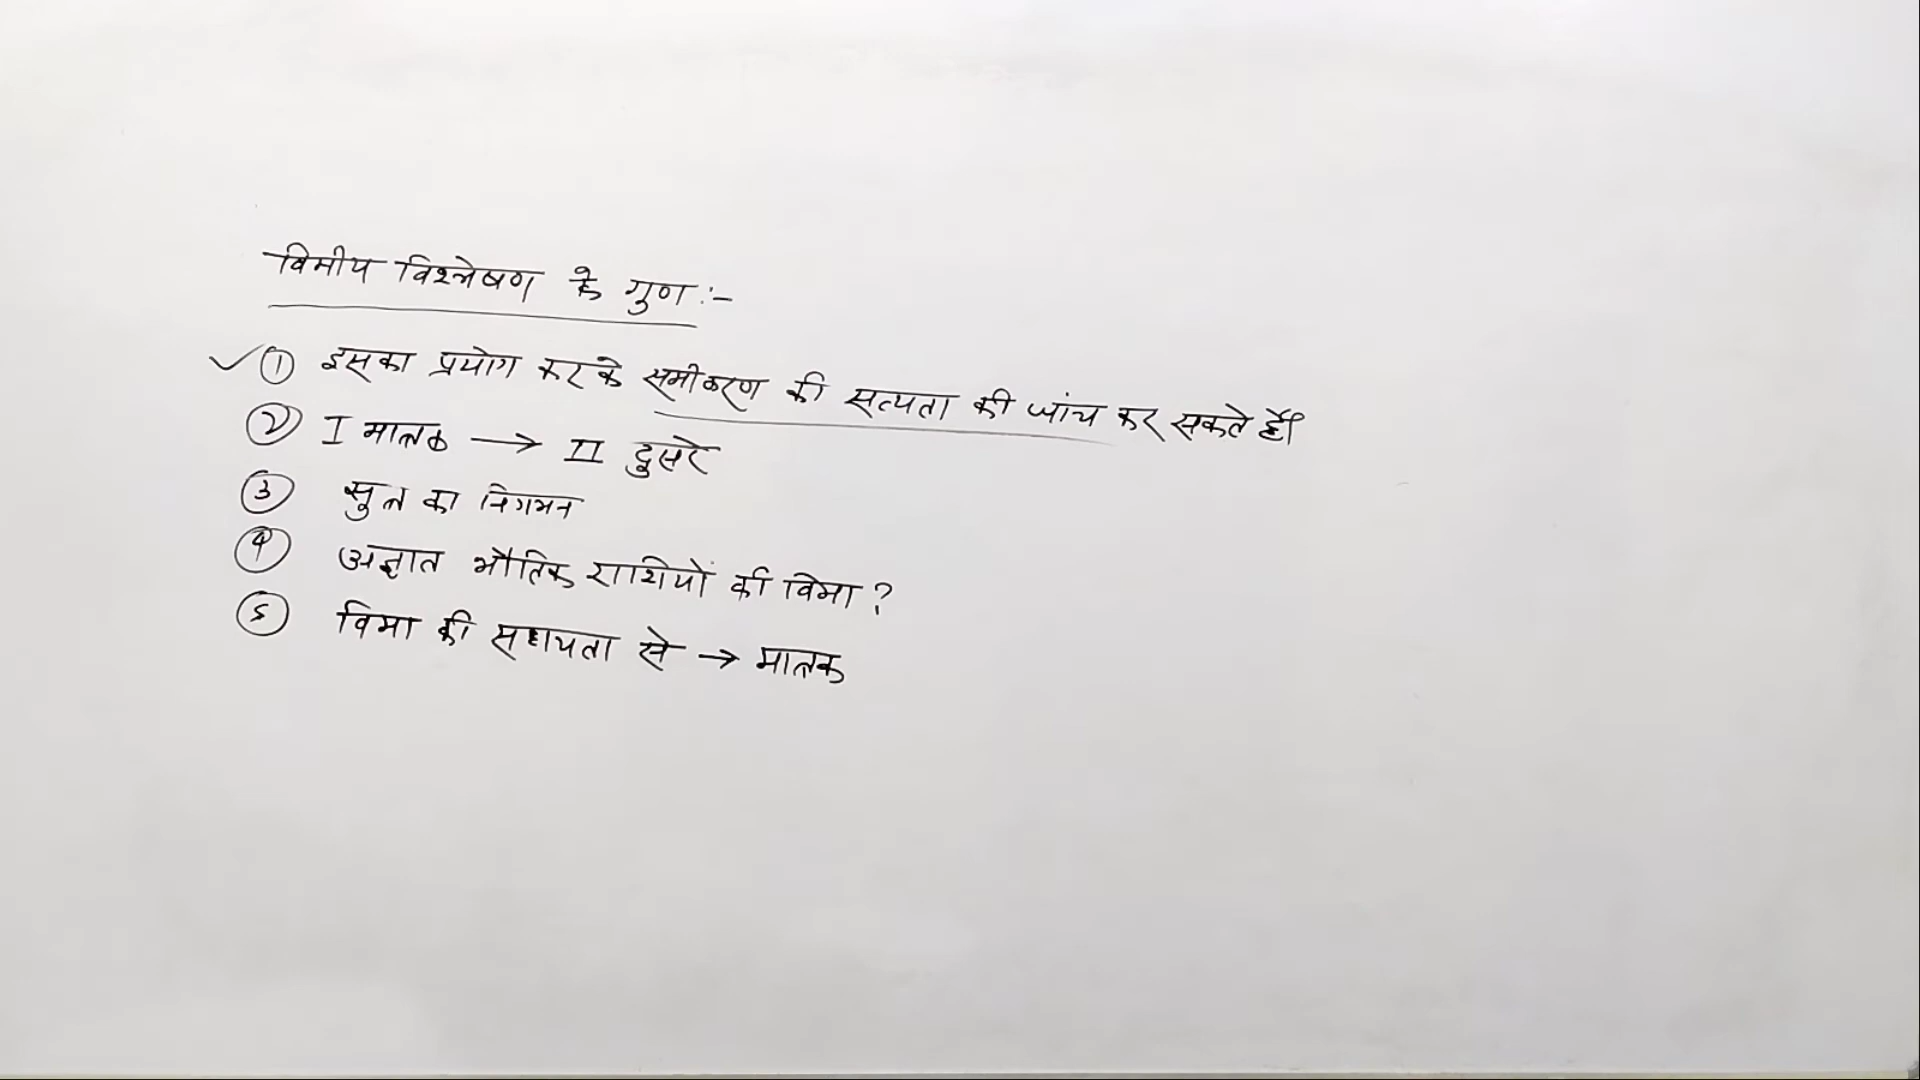 विमीय विश्लेषण के गुण :-
✓ ① इसका प्रयोग कर के समीकरण की सत्यता की जांच कर सकते हैं।
② I मात्रक → II दुसरे
③ सुत्र का निगमन
④ अज्ञात भौतिक राशियों की विमा ?
⑤ विमा की सहायता से → मात्रक